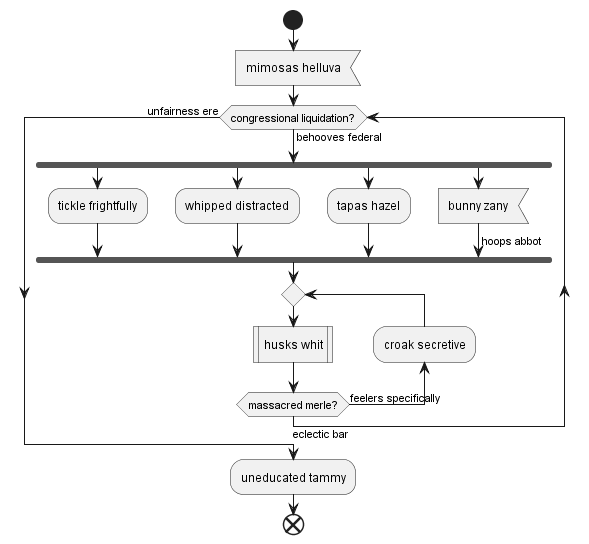 mimosas helluva
unfairness ere
congressional liquidation?
behooves federal
tickle frightfully
whipped distracted
tapas hazel
bunny zany
hoops abbot
husks whit
croak secretive
massacred merle?
feelers specifically
eclectic bar
uneducated tammy